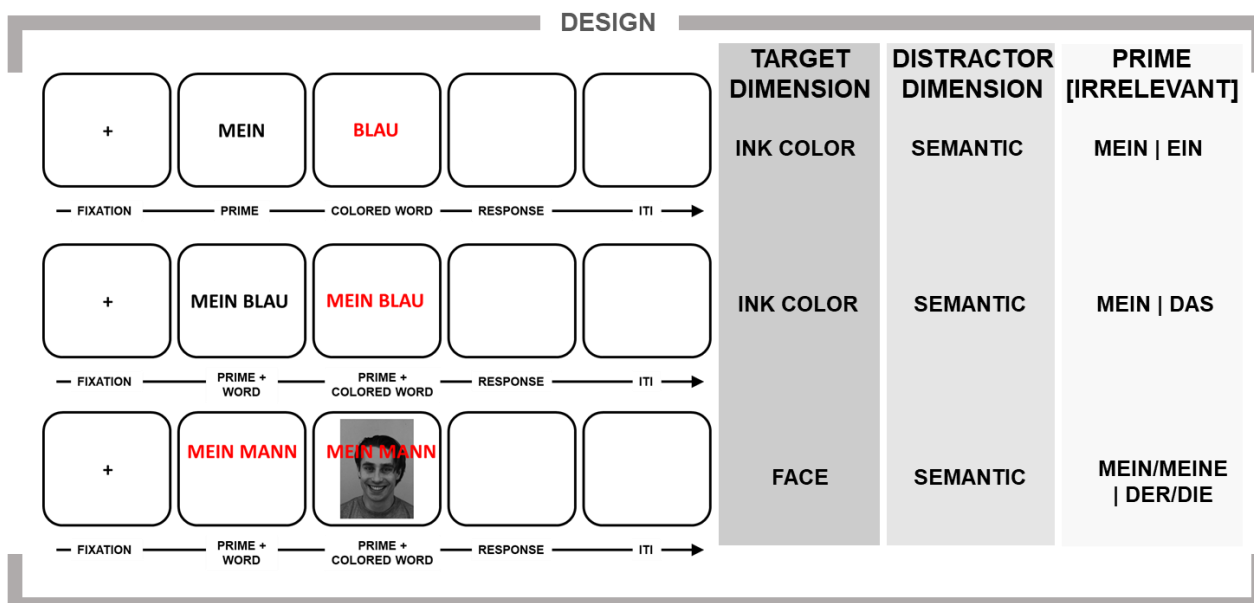 DESIGN
TARGET DIMENSION
DISTRACTOR DIMENSION
PRIME [IRRELEVANT]
+
MEIN
BLAU
INK COLOR
SEMANTIC
MEIN | EIN
FIXATION
PRIME
COLORED WORD
RESPONSE
ITI
+
MEIN BLAU
MEIN BLAU
INK COLOR
SEMANTIC
MEIN | DAS
FIXATION
PRIME +
WORD
PRIME +
COLORED WORD
RESPONSE
ITI
+
MEIN MANN
MEIN MANN
FACE
SEMANTIC
MEIN/MEINE
| DER/DIE
FIXATION
PRIME +
WORD
PRIME +
COLORED WORD
RESPONSE
ITI